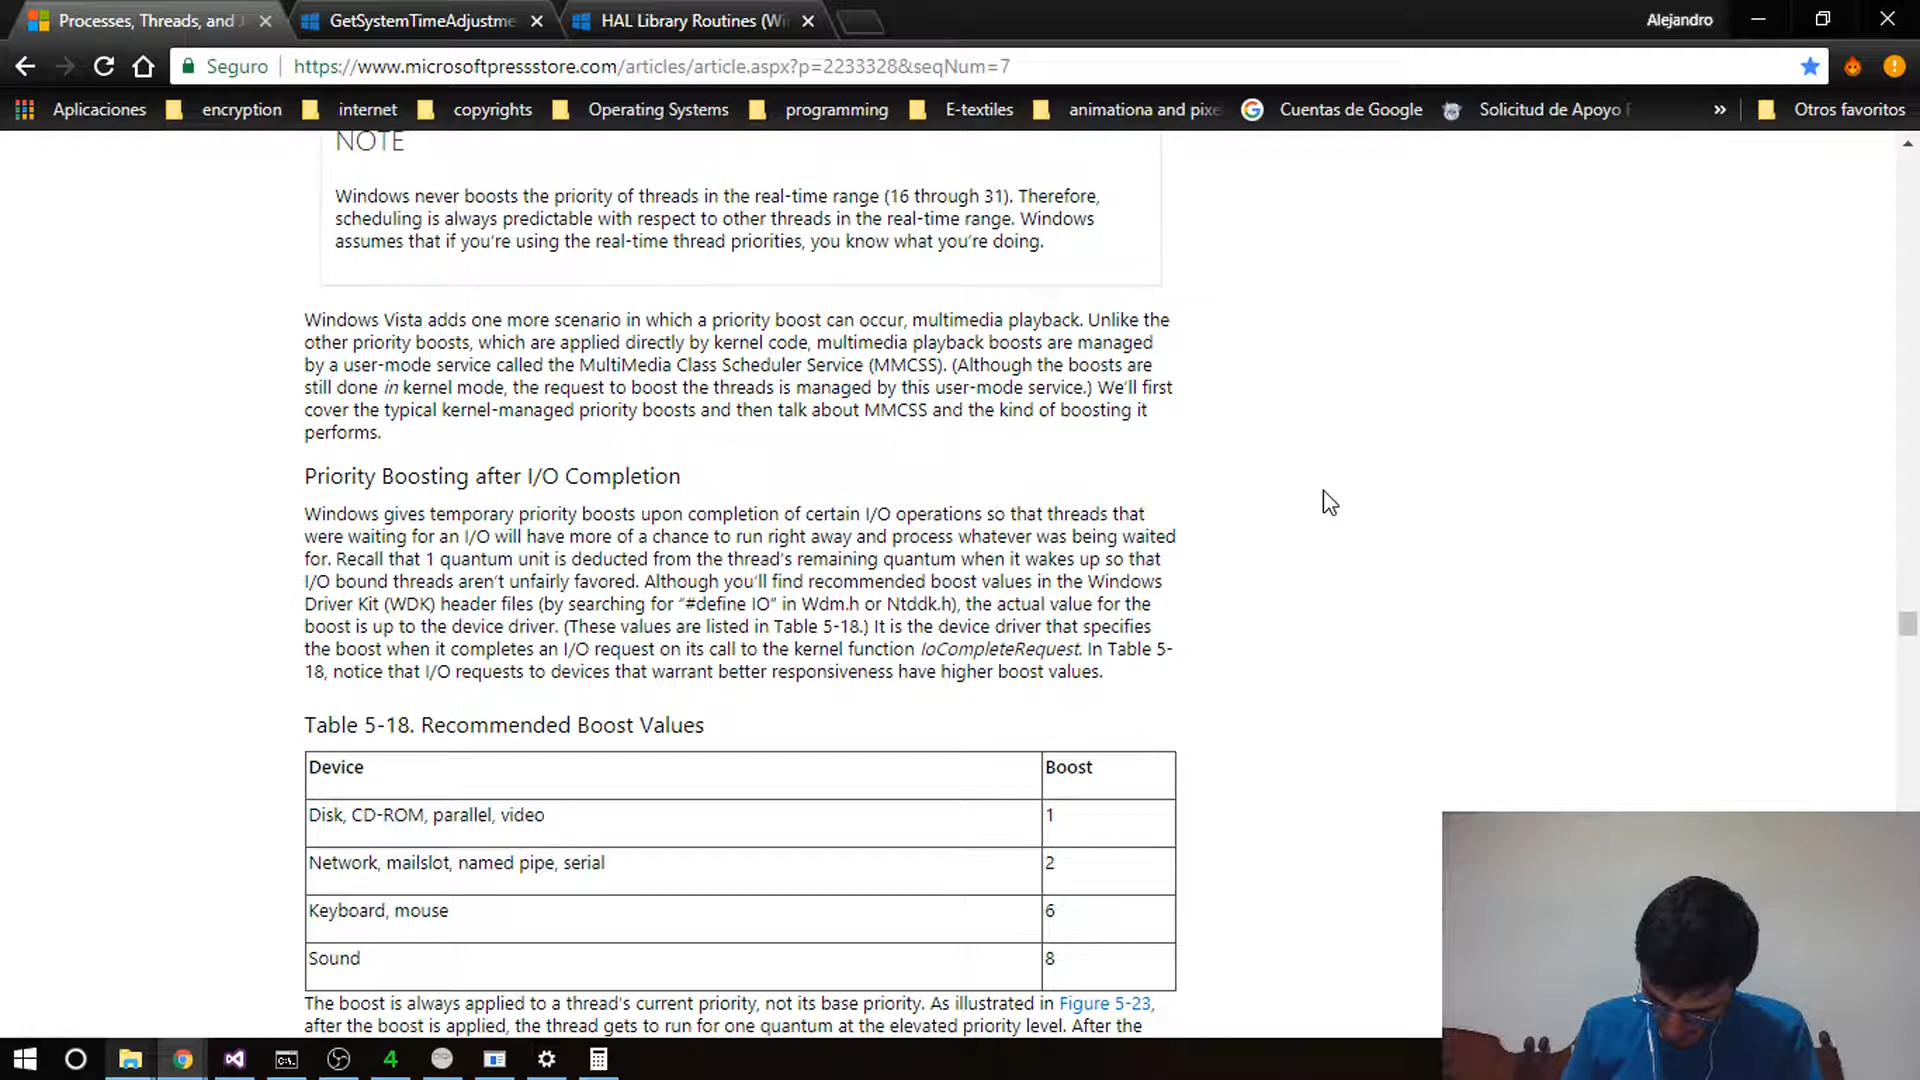 Processes, Threads, and
GetSystemTimeAdjustme
HAL Library Routines (Wi
Alejandro
Seguro
https://www.microsoftpressstore.com/articles/article.aspx?p=2233328&seqNum=7
Aplicaciones
encryption
internet
copyrights
Operating Systems
programming
E-textiles
animationa and pixe
Cuentas de Google
Solicitud de Apoyo
»
Otros favoritos
NOTE
Windows never boosts the priority of threads in the real-time range (16 through 31). Therefore,
scheduling is always predictable with respect to other threads in the real-time range. Windows
assumes that if you're using the real-time thread priorities, you know what you're doing.
Windows Vista adds one more scenario in which a priority boost can occur, multimedia playback. Unlike the
other priority boosts, which are applied directly by kernel code, multimedia playback boosts are managed
by a user-mode service called the MultiMedia Class Scheduler Service (MMCSS). (Although the boosts are
still done in kernel mode, the request to boost the threads is managed by this user-mode service.) We'll first
cover the typical kernel-managed priority boosts and then talk about MMCSS and the kind of boosting it
performs.
Priority Boosting after I/O Completion
Windows gives temporary priority boosts upon completion of certain I/O operations so that threads that
were waiting for an I/O will have more of a chance to run right away and process whatever was being waited
for. Recall that 1 quantum unit is deducted from the thread's remaining quantum when it wakes up so that
I/O bound threads aren't unfairly favored. Although you'll find recommended boost values in the Windows
Driver Kit (WDK) header files (by searching for "#define IO" in Wdm.h or Ntddk.h), the actual value for the
boost is up to the device driver. (These values are listed in Table 5-18.) It is the device driver that specifies
the boost when it completes an I/O request on its call to the kernel function IoCompleteRequest. In Table 5-
18, notice that I/O requests to devices that warrant better responsiveness have higher boost values.
Table 5-18. Recommended Boost Values
Device Boost
Disk, CD-ROM, parallel, video 1
Network, mailslot, named pipe, serial 2
Keyboard, mouse 6
Sound 8
The boost is always applied to a thread's current priority, not its base priority. As illustrated in Figure 5-23,
after the boost is applied, the thread gets to run for one quantum at the elevated priority level. After the
4